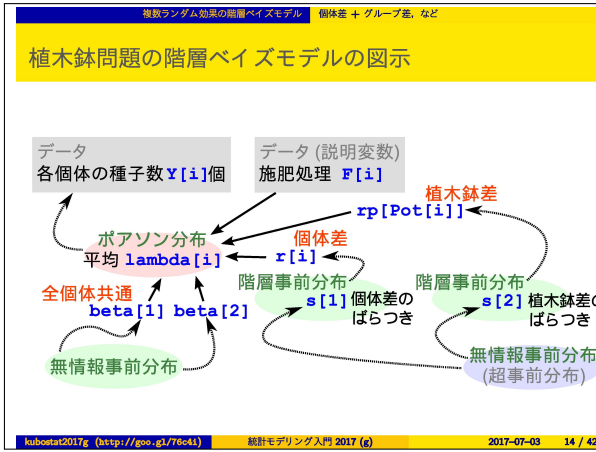 複数ランダム効果の階層ベイズモデル 個体差 + グループ差，など
植木鉢問題の階層ベイズモデルの図示
データ
各個体の種子数 Y[i]個
データ (説明変数)
施肥処理 F[i]
植木鉢差
rp[Pot[i]]
ポアソン分布
平均 lambda[i]
個体差
r[i]
全個体共通
beta[1] beta[2]
階層事前分布
s[1] 個体差の
ばらつき
階層事前分布
s[2] 植木鉢差の
ばらつき
無情報事前分布
無情報事前分布
(超事前分布)
kubostat2017g (http://goo.gl/76c4i) 統計モデリング入門 2017 (g) 2017–07–03 14 / 42